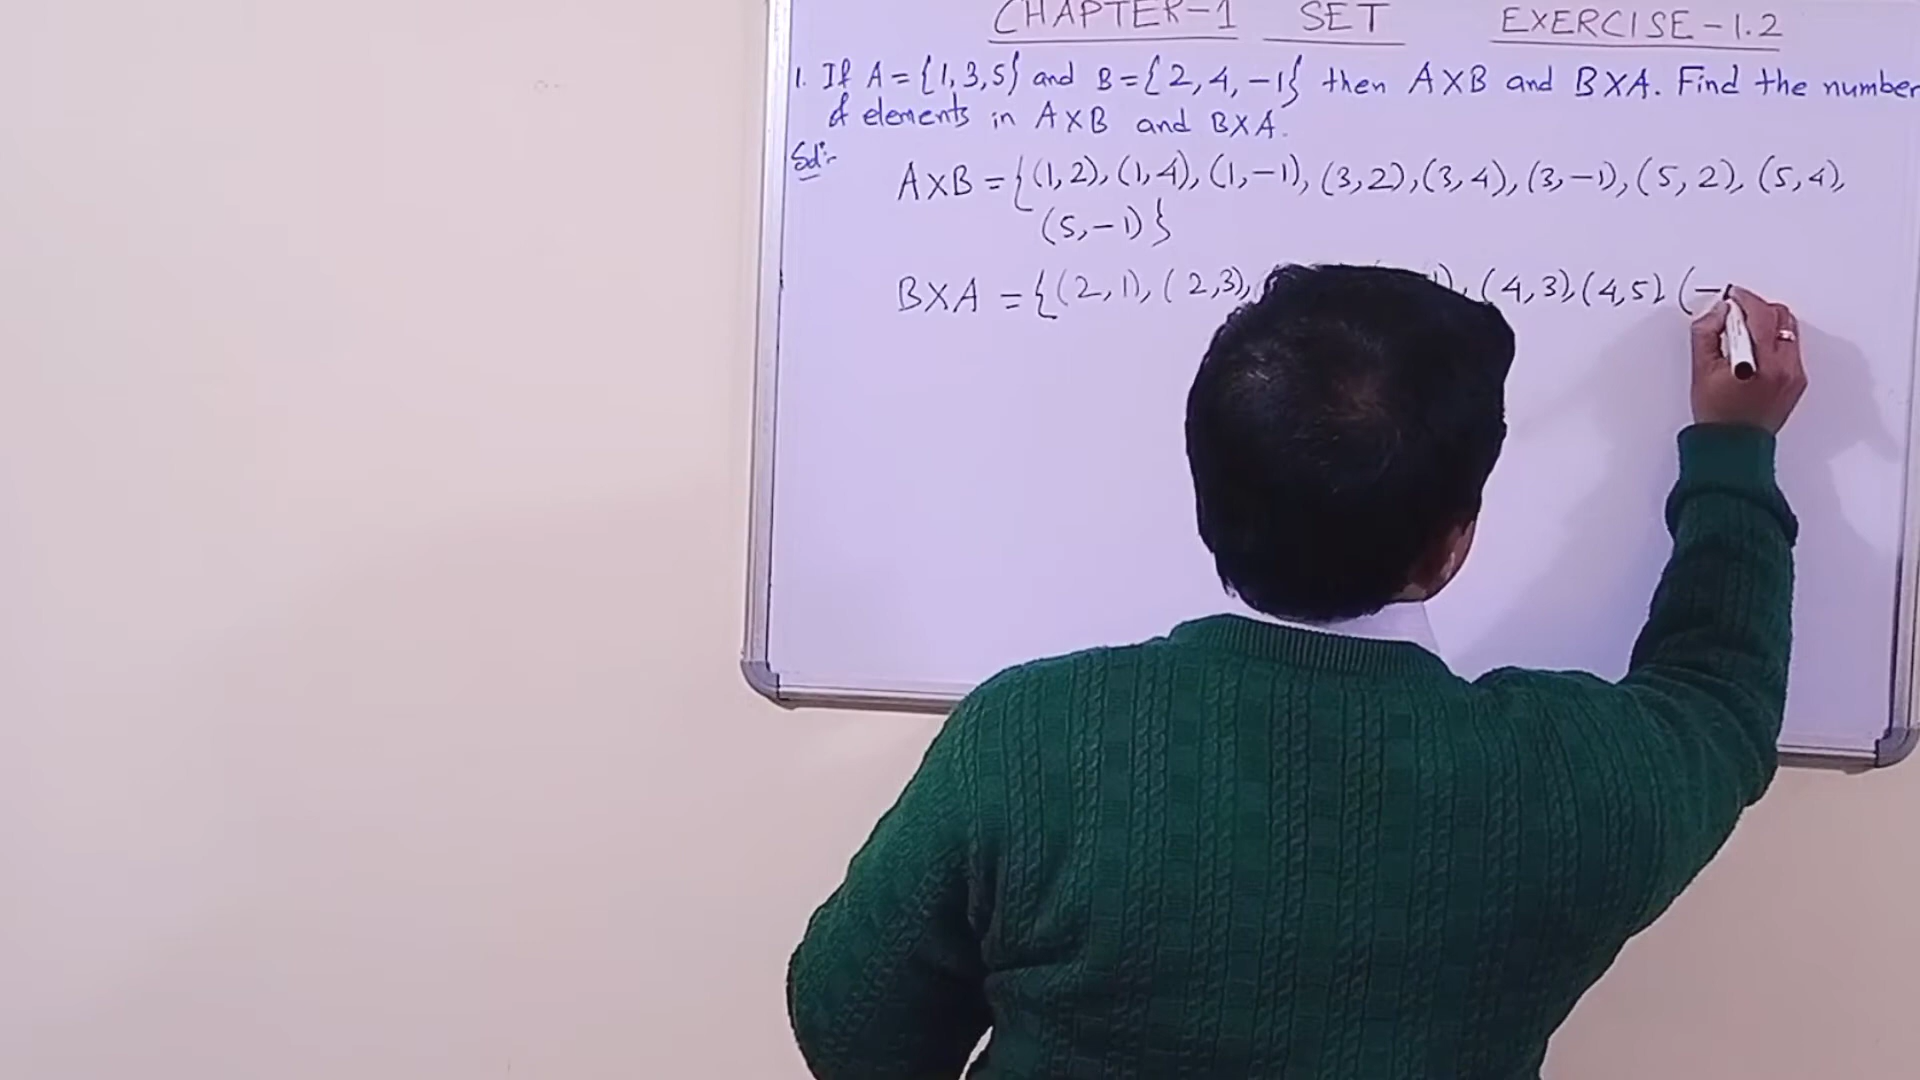 CHAPTER-1 SET EXERCISE-1.2
1. If A = {1, 3, 5} and B = {2, 4, -1} then A X B and B X A. Find the number
of elements in A X B and B X A.
Sol:-
A X B = {(1, 2), (1, 4), (1, -1), (3, 2), (3, 4), (3, -1), (5, 2), (5, 4),
(5, -1)}
B X A = {(2, 1), (2, 3), ), (4, 3), (4, 5), (-